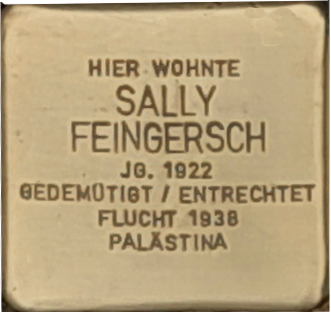 HIER WOHNTE
SALLY
FEINGERSCH
JG. 1922
GEDEMÜTIGT / ENTRECHTET
FLUCHT 1938
PALÄSTINA